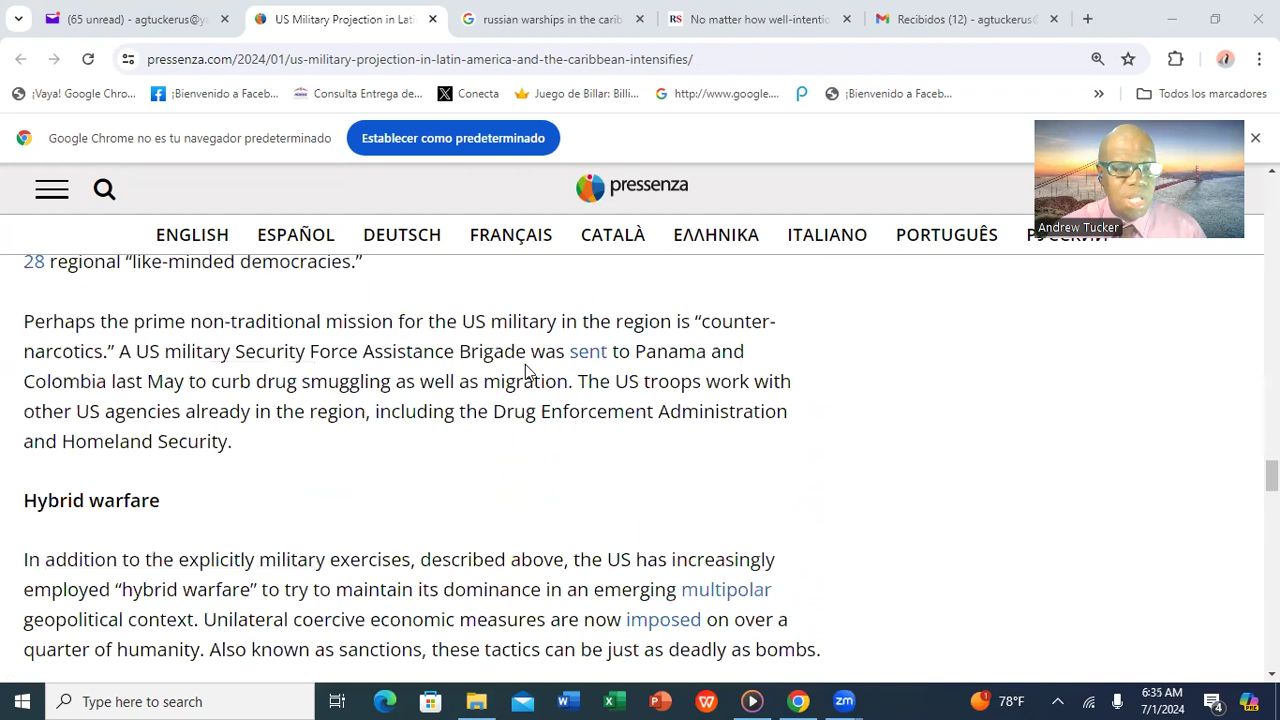 (65 unread) - agtuckerus@y
US Military Projection in Lati
russian warships in the carib
RS No matter how well-intentio
Recibidos (12) - agtuckerus@
pressenza.com/2024/01/us-military-projection-in-latin-america-and-the-caribbean-intensifies/
¡Vaya! Google Chro...
¡Bienvenido a Faceb...
Consulta Entrega de...
Conecta
Juego de Billar: Billi...
http://www.google....
¡Bienvenido a Faceb...
Todos los marcadores
Google Chrome no es tu navegador predeterminado
Establecer como predeterminado
pressenza
Andrew Tucker
ENGLISH ESPAÑOL DEUTSCH FRANÇAIS CATALÀ ΕΛΛΗΝΙΚΑ ITALIANO PORTUGUÊS РУССКИЙ
28 regional “like-minded democracies.”
Perhaps the prime non-traditional mission for the US military in the region is “counter-
narcotics.” A US military Security Force Assistance Brigade was sent to Panama and
Colombia last May to curb drug smuggling as well as migration. The US troops work with
other US agencies already in the region, including the Drug Enforcement Administration
and Homeland Security.
Hybrid warfare
In addition to the explicitly military exercises, described above, the US has increasingly
employed “hybrid warfare” to try to maintain its dominance in an emerging multipolar
geopolitical context. Unilateral coercive economic measures are now imposed on over a
quarter of humanity. Also known as sanctions, these tactics can be just as deadly as bombs.
Type here to search
78°F
6:35 AM
7/1/2024